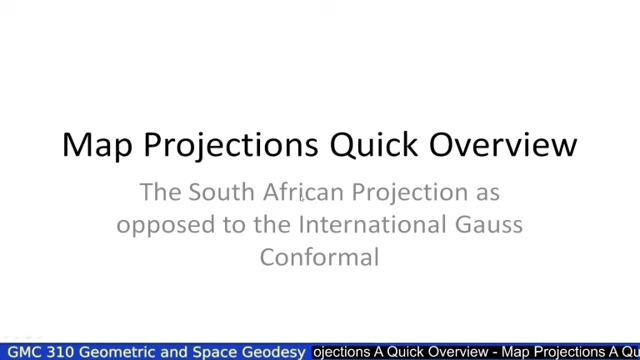 Map Projections Quick Overview
The South African Projection as
opposed to the International Gauss
Conformal
GMC 310 Geometric and Space Geodesy ojections A Quick Overview - Map Projections A Qu